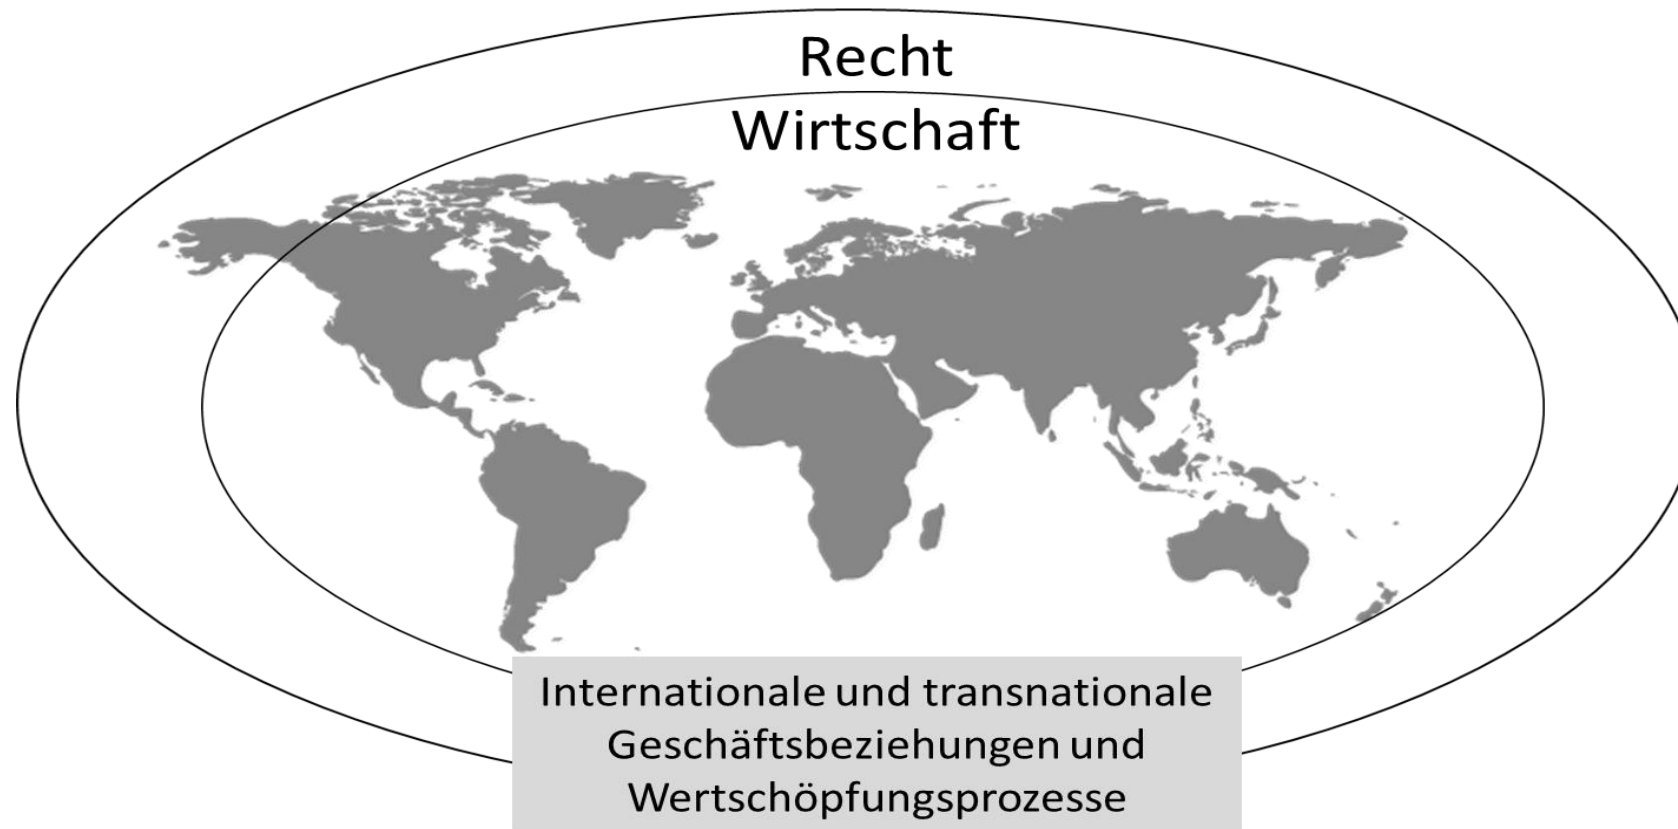 Recht
Wirtschaft
Internationale und transnationale
Geschäftsbeziehungen und
Wertschöpfungsprozesse